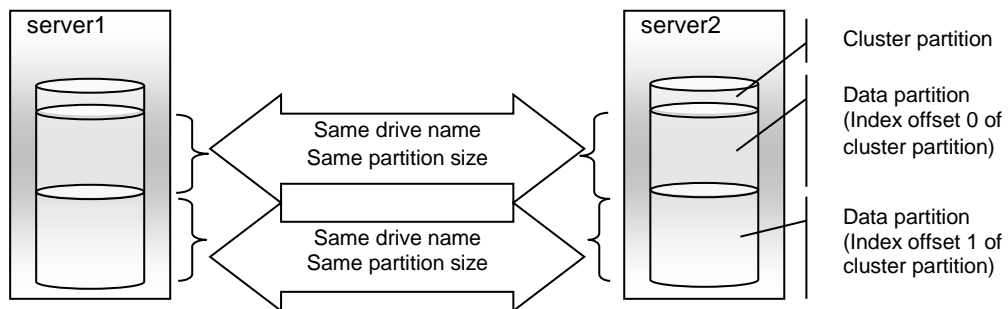 server1
server2
Cluster partition
Same drive name
Same partition size
Data partition
(Index offset 0 of
cluster partition)
Same drive name
Same partition size
Data partition
(Index offset 1 of
cluster partition)